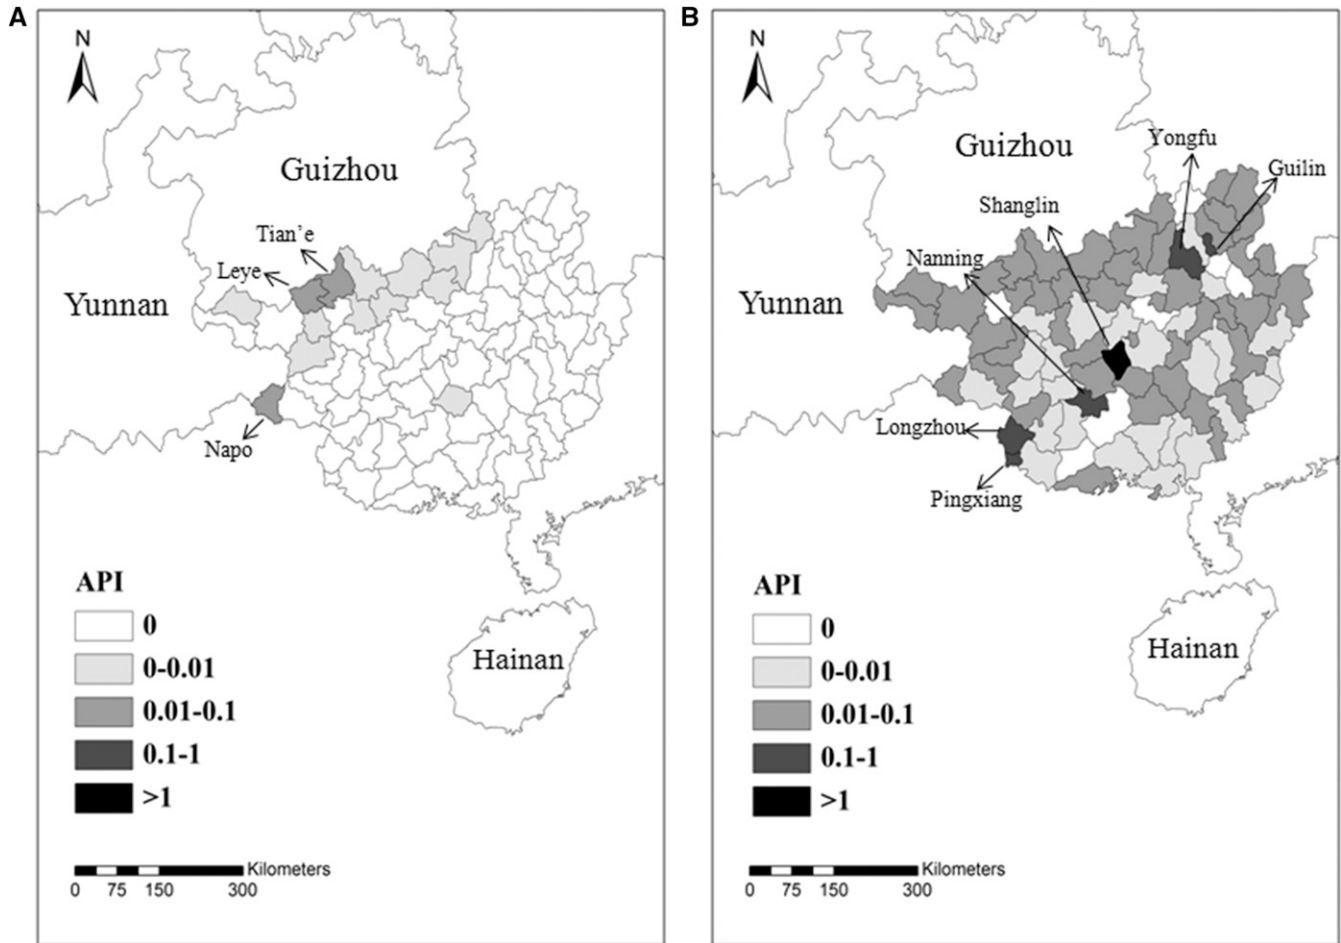 A
N
Guizhou
Tian’e
Leye
Yunnan
Napo
API
0
0-0.01
0.01-0.1
0.1-1
>1
Hainan
Kilometers
0 75 150 300
B
N
Guizhou
Yongfu
Guilin
Shanglin
Nanning
Yunnan
Longzhou
Pingxiang
API
0
0-0.01
0.01-0.1
0.1-1
>1
Hainan
Kilometers
0 75 150 300